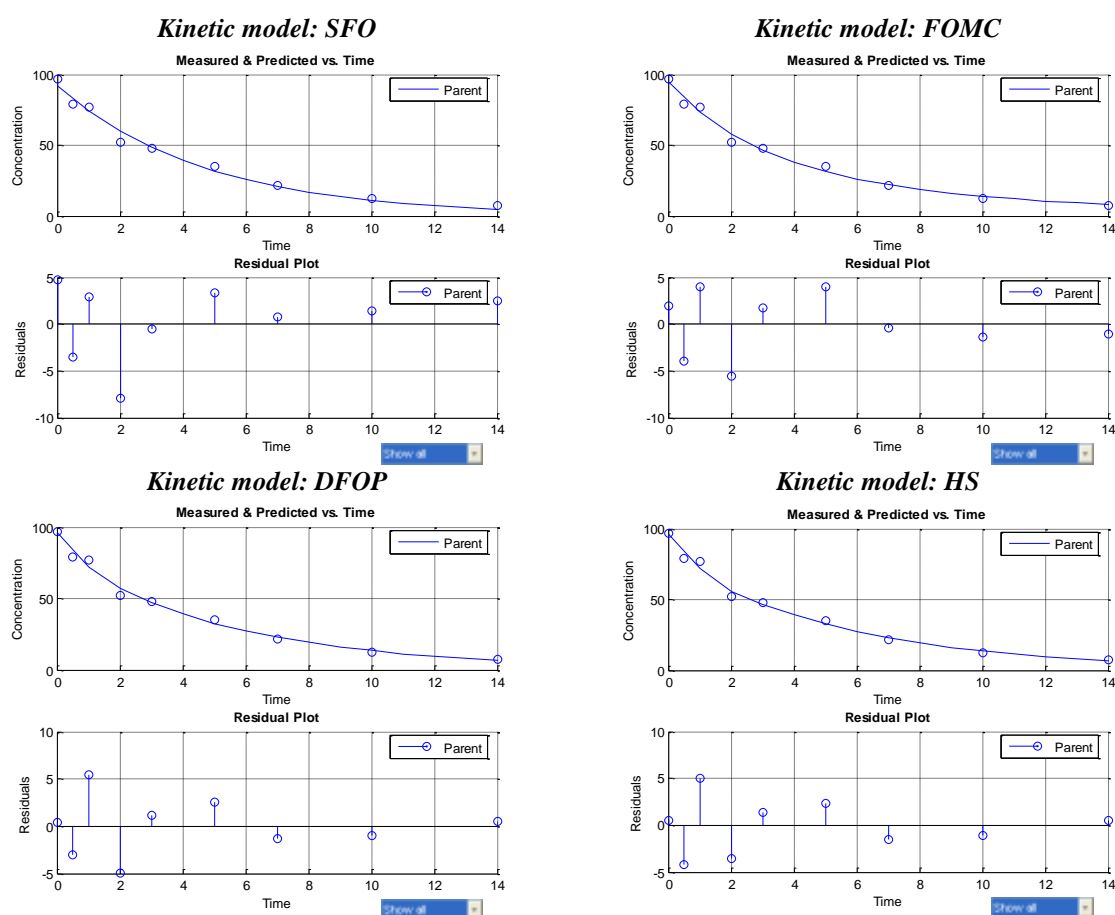 Kinetic model: SFO
Measured & Predicted vs. Time
100
50
0
Concentration
Parent
0 2 4 6 8 10 12 14
Time
Residual Plot
5
0
-5
-10
Residuals
Parent
0 2 4 6 8 10 12 14
Time
Show all
Kinetic model: FOMC
Measured & Predicted vs. Time
100
50
0
Concentration
Parent
0 2 4 6 8 10 12 14
Time
Residual Plot
5
0
-5
-10
Residuals
Parent
0 2 4 6 8 10 12 14
Time
Show all
Kinetic model: DFOP
Measured & Predicted vs. Time
100
50
0
Concentration
Parent
0 2 4 6 8 10 12 14
Time
Residual Plot
10
5
0
-5
Residuals
Parent
0 2 4 6 8 10 12 14
Time
Show all
Kinetic model: HS
Measured & Predicted vs. Time
100
50
0
Concentration
Parent
0 2 4 6 8 10 12 14
Time
Residual Plot
10
5
0
-5
Residuals
Parent
0 2 4 6 8 10 12 14
Time
Show all